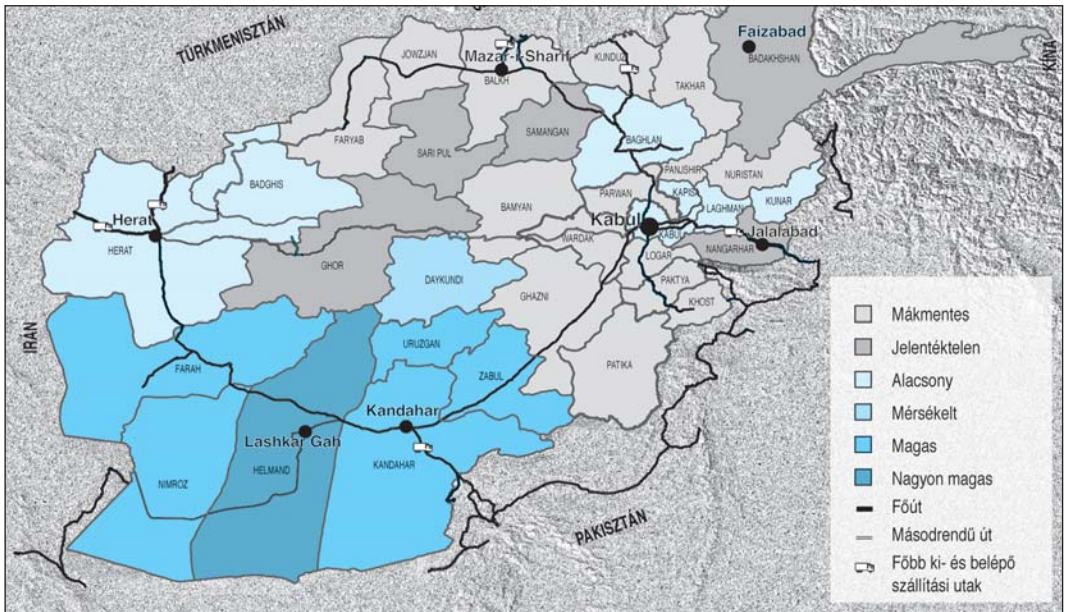 TÜRKMENISZTÁN
JOWZJAN
Mazar-i-Sharif
BALKH
KUNDUZ
TAKHAR
Faizabad
BADAKHSHAN
KÍNA
FARYAB
SARI PUL
SAMANGAN
BAGHLAN
PANJSHIR
NURISTAN
BADGHIS
BAMYAN
PARWAN
KAPISA
LAGHMAN
KUNAR
Herat
HERAT
Kabul
KABUL
Jalalabad
NANGARHAR
WARDAK
LOGAR
GHOR
DAYKUNDI
GHAZNI
PAKTYA
KHOST
IRÁN
FARAH
URUZGAN
ZABUL
PATIKA
Kandahar
Lashkar Gah
HELMAND
KANDAHAR
NIMROZ
PAKISZTÁN
Mákmentes
Jelentéktelen
Alacsony
Mérsékelt
Magas
Nagyon magas
Főút
Másodrendű út
Főbb ki- és belépő
szállítási utak